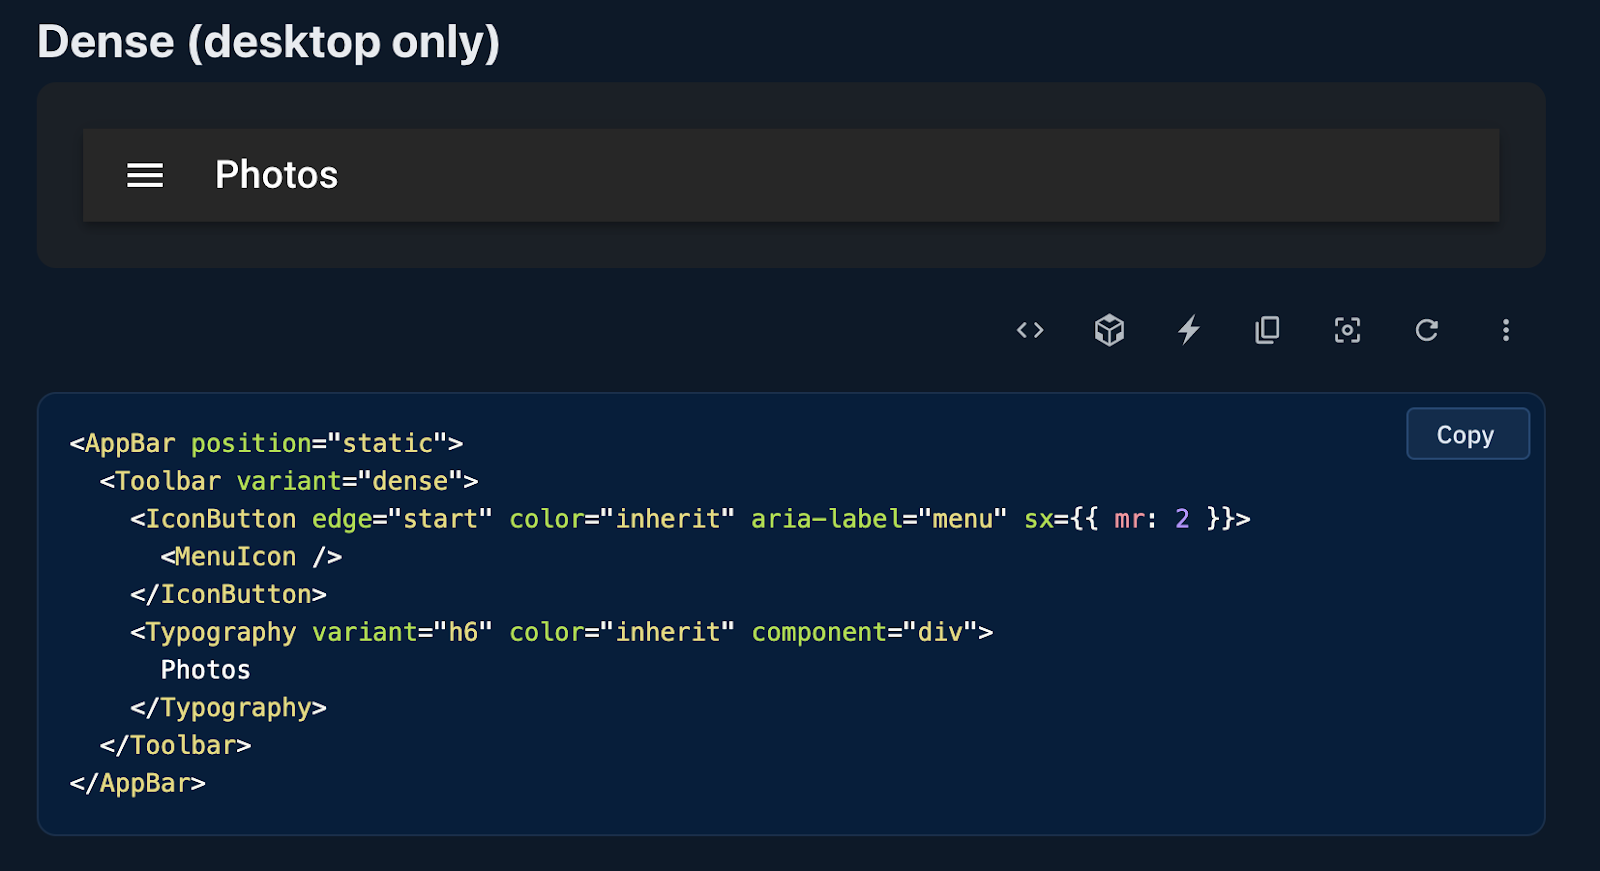 Dense (desktop only)
Photos
Copy
<AppBar position="static">
  <Toolbar variant="dense">
    <IconButton edge="start" color="inherit" aria-label="menu" sx={{ mr: 2 }}>
      <MenuIcon />
    </IconButton>
    <Typography variant="h6" color="inherit" component="div">
      Photos
    </Typography>
  </Toolbar>
</AppBar>